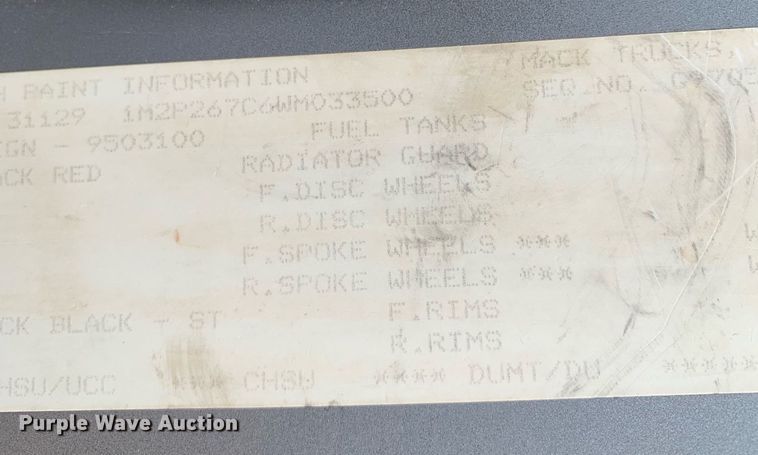 H PAINT INFORMATION
MACK TRUCKS,
31129 1M2P267C6WM033500
SEQ.NO.
IGN - 9503100
FUEL TANKS
ACK RED
RADIATOR GUARD
F.DISC WHEELS
R.DISC WHEELS
F.SPOKE WHEELS ***
R.SPOKE WHEELS ***
F.RIMS
CK BLACK - ST
R.RIMS
HSU/UCC *** CHSU **** DUMT/DU ****
Purple Wave Auction